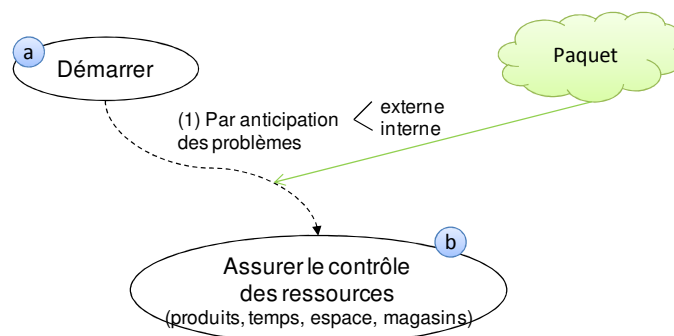 a
Démarrer
Paquet
(1) Par anticipation
des problèmes
externe
interne
b
Assurer le contrôle
des ressources
(produits, temps, espace, magasins)